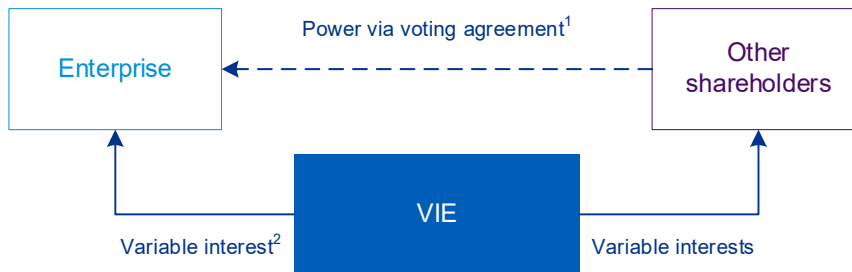 Power via voting agreement1
Enterprise
Other
shareholders
VIE
Variable interest2
Variable interests